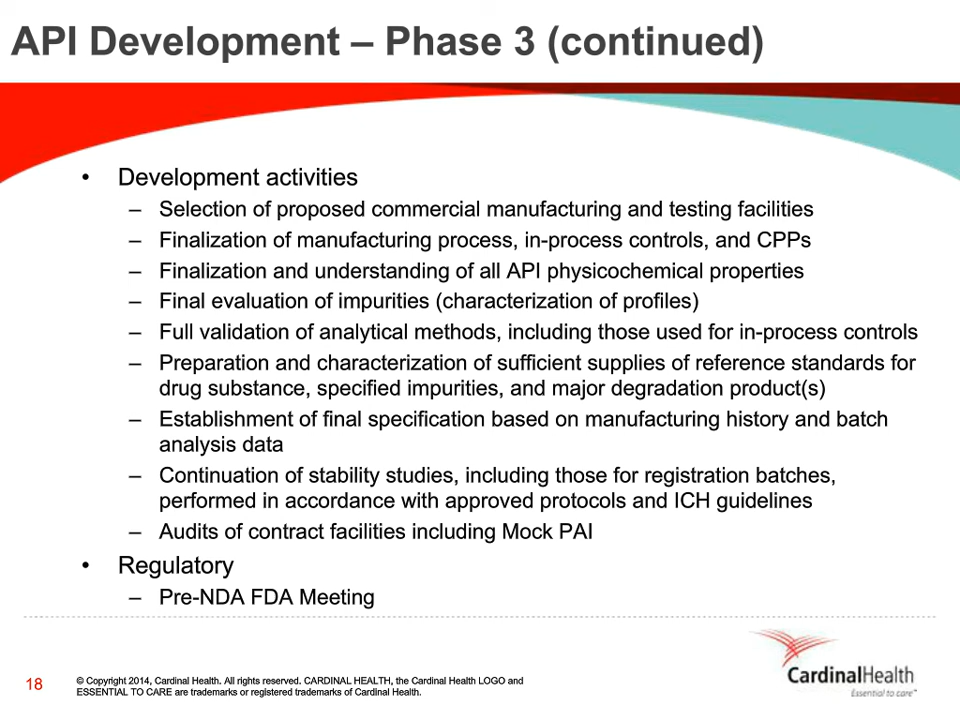 API Development – Phase 3 (continued)
• Development activities
– Selection of proposed commercial manufacturing and testing facilities
– Finalization of manufacturing process, in-process controls, and CPPs
– Finalization and understanding of all API physicochemical properties
– Final evaluation of impurities (characterization of profiles)
– Full validation of analytical methods, including those used for in-process controls
– Preparation and characterization of sufficient supplies of reference standards for
drug substance, specified impurities, and major degradation product(s)
– Establishment of final specification based on manufacturing history and batch
analysis data
– Continuation of stability studies, including those for registration batches,
performed in accordance with approved protocols and ICH guidelines
– Audits of contract facilities including Mock PAI
• Regulatory
– Pre-NDA FDA Meeting
18
© Copyright 2014, Cardinal Health. All rights reserved. CARDINAL HEALTH, the Cardinal Health LOGO and
ESSENTIAL TO CARE are trademarks or registered trademarks of Cardinal Health.
CardinalHealth
Essential to care™